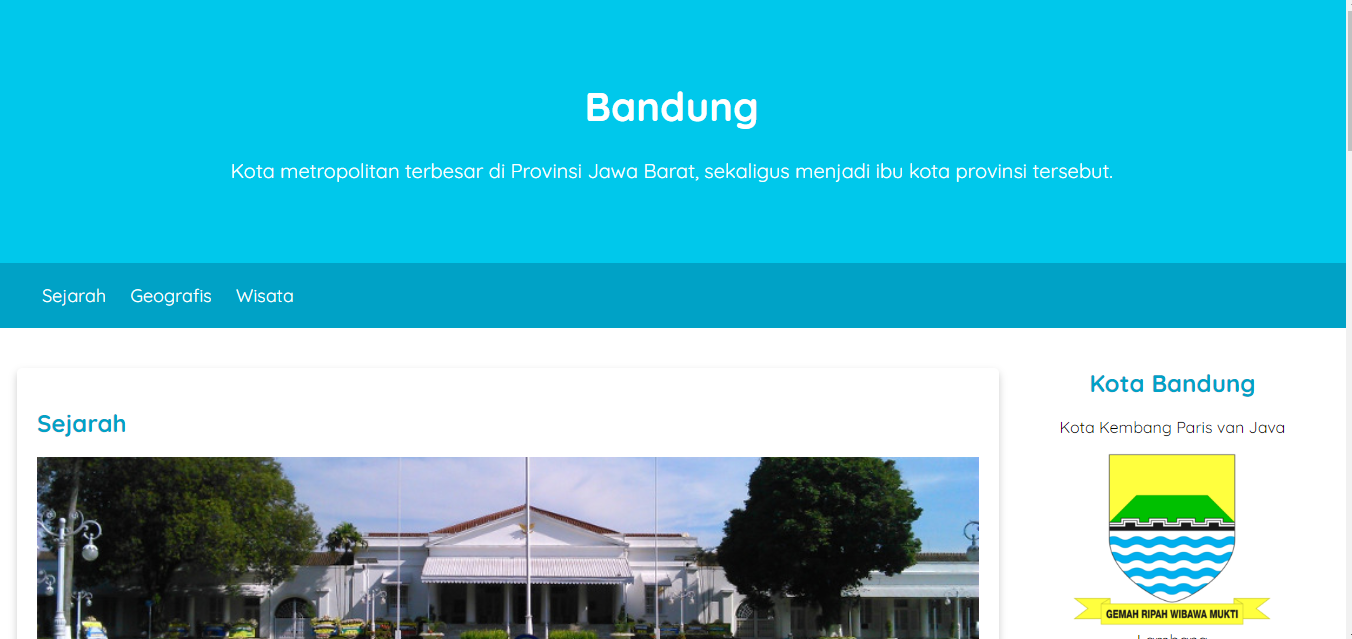 Bandung
Kota metropolitan terbesar di Provinsi Jawa Barat, sekaligus menjadi ibu kota provinsi tersebut.
Sejarah Geografis Wisata
Sejarah
Kota Bandung
Kota Kembang Paris van Java
GEMAH RIPAH WIBAWA MUKTI
Lambang